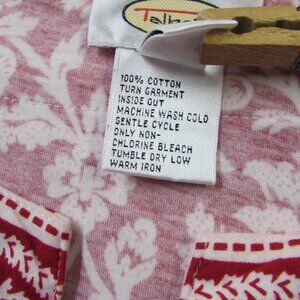 100% COTTON
TURN GARMENT
INSIDE OUT
MACHINE WASH COLD
GENTLE CYCLE
ONLY NON-
CHLORINE BLEACH
TUMBLE DRY LOW
WARM IRON